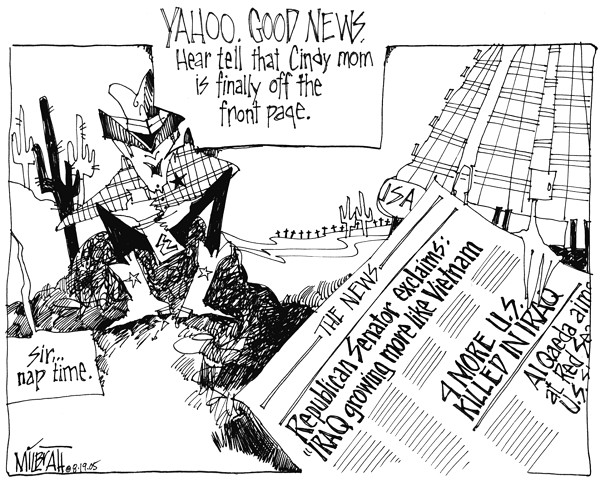 YAHOO. GOOD NEWS.
Hear tell that Cindy mom
is finally off the
front page.
W
USA
THE NEWS
Republican Senator exclaims:
"IRAQ growing more like Vietnam
4 MORE U.S.
KILLED IN IRAQ
Al Qaeda aims
at Red Sea
U.S.
sir...
nap time.
MILBRATH 8.19.05